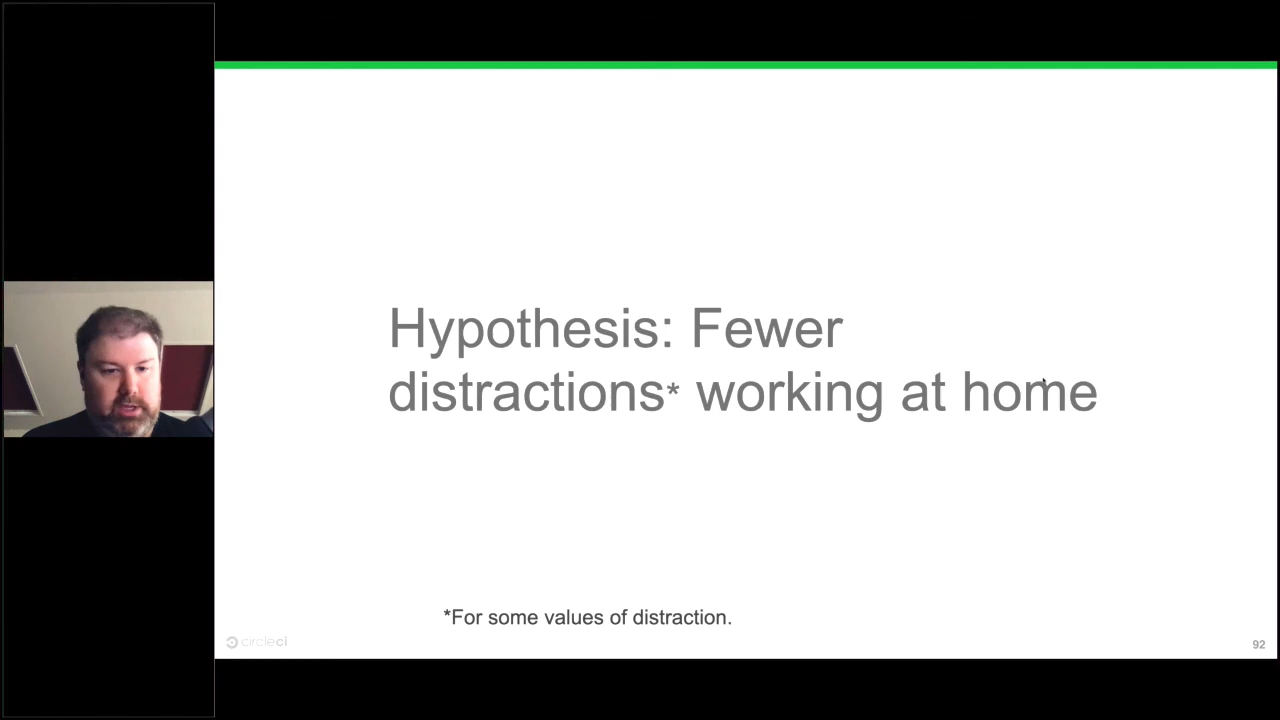 Hypothesis: Fewer
distractions* working at home
*For some values of distraction.
circleci
92